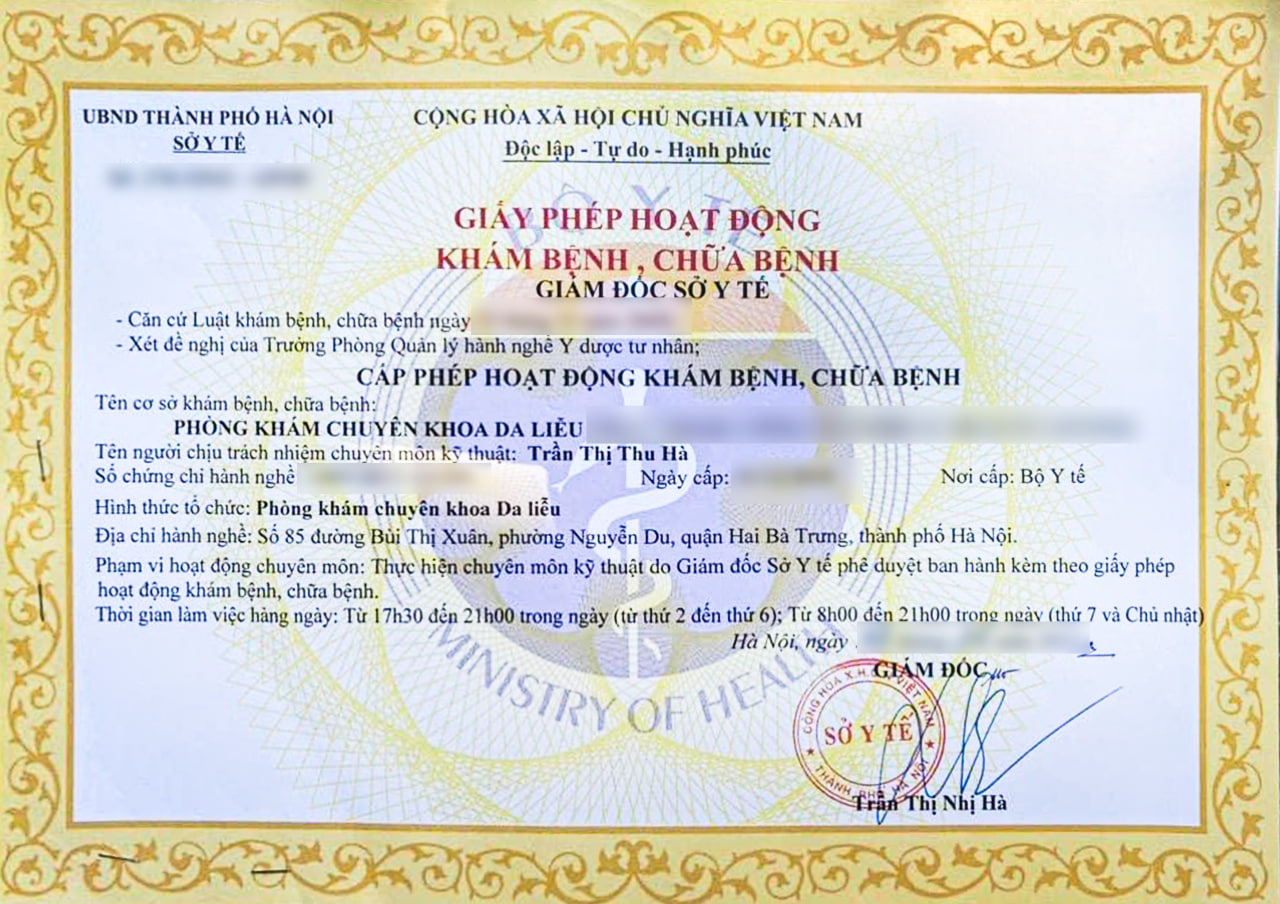 UBND THÀNH PHỐ HÀ NỘI
SỞ Y TẾ
CỘNG HÒA XÃ HỘI CHỦ NGHĨA VIỆT NAM
Độc lập - Tự do - Hạnh phúc
BỘ Y TẾ
GIẤY PHÉP HOẠT ĐỘNG
KHÁM BỆNH , CHỮA BỆNH
GIÁM ĐỐC SỞ Y TẾ
- Căn cứ Luật khám bệnh, chữa bệnh ngày
- Xét đề nghị của Trưởng Phòng Quản lý hành nghề Y dược tư nhân;
CẤP PHÉP HOẠT ĐỘNG KHÁM BỆNH, CHỮA BỆNH
Tên cơ sở khám bệnh, chữa bệnh:
PHÒNG KHÁM CHUYÊN KHOA DA LIỄU
Tên người chịu trách nhiệm chuyên môn kỹ thuật: Trần Thị Thu Hà
Số chứng chỉ hành nghề Ngày cấp: Nơi cấp: Bộ Y tế
Hình thức tổ chức: Phòng khám chuyên khoa Da liễu
Địa chỉ hành nghề: Số 85 đường Bùi Thị Xuân, phường Nguyễn Du, quận Hai Bà Trưng, thành phố Hà Nội.
Phạm vi hoạt động chuyên môn: Thực hiện chuyên môn kỹ thuật do Giám đốc Sở Y tế phê duyệt ban hành kèm theo giấy phép
hoạt động khám bệnh, chữa bệnh.
Thời gian làm việc hàng ngày: Từ 17h30 đến 21h00 trong ngày (từ thứ 2 đến thứ 6); Từ 8h00 đến 21h00 trong ngày (thứ 7 và Chủ nhật)
Hà Nội, ngày
MINISTRY OF HEALTH
GIÁM ĐỐC
CỘNG HÒA X.H.C.N VIỆT NAM
SỞ Y TẾ
THÀNH PHỐ HÀ NỘI
Trần Thị Nhị Hà